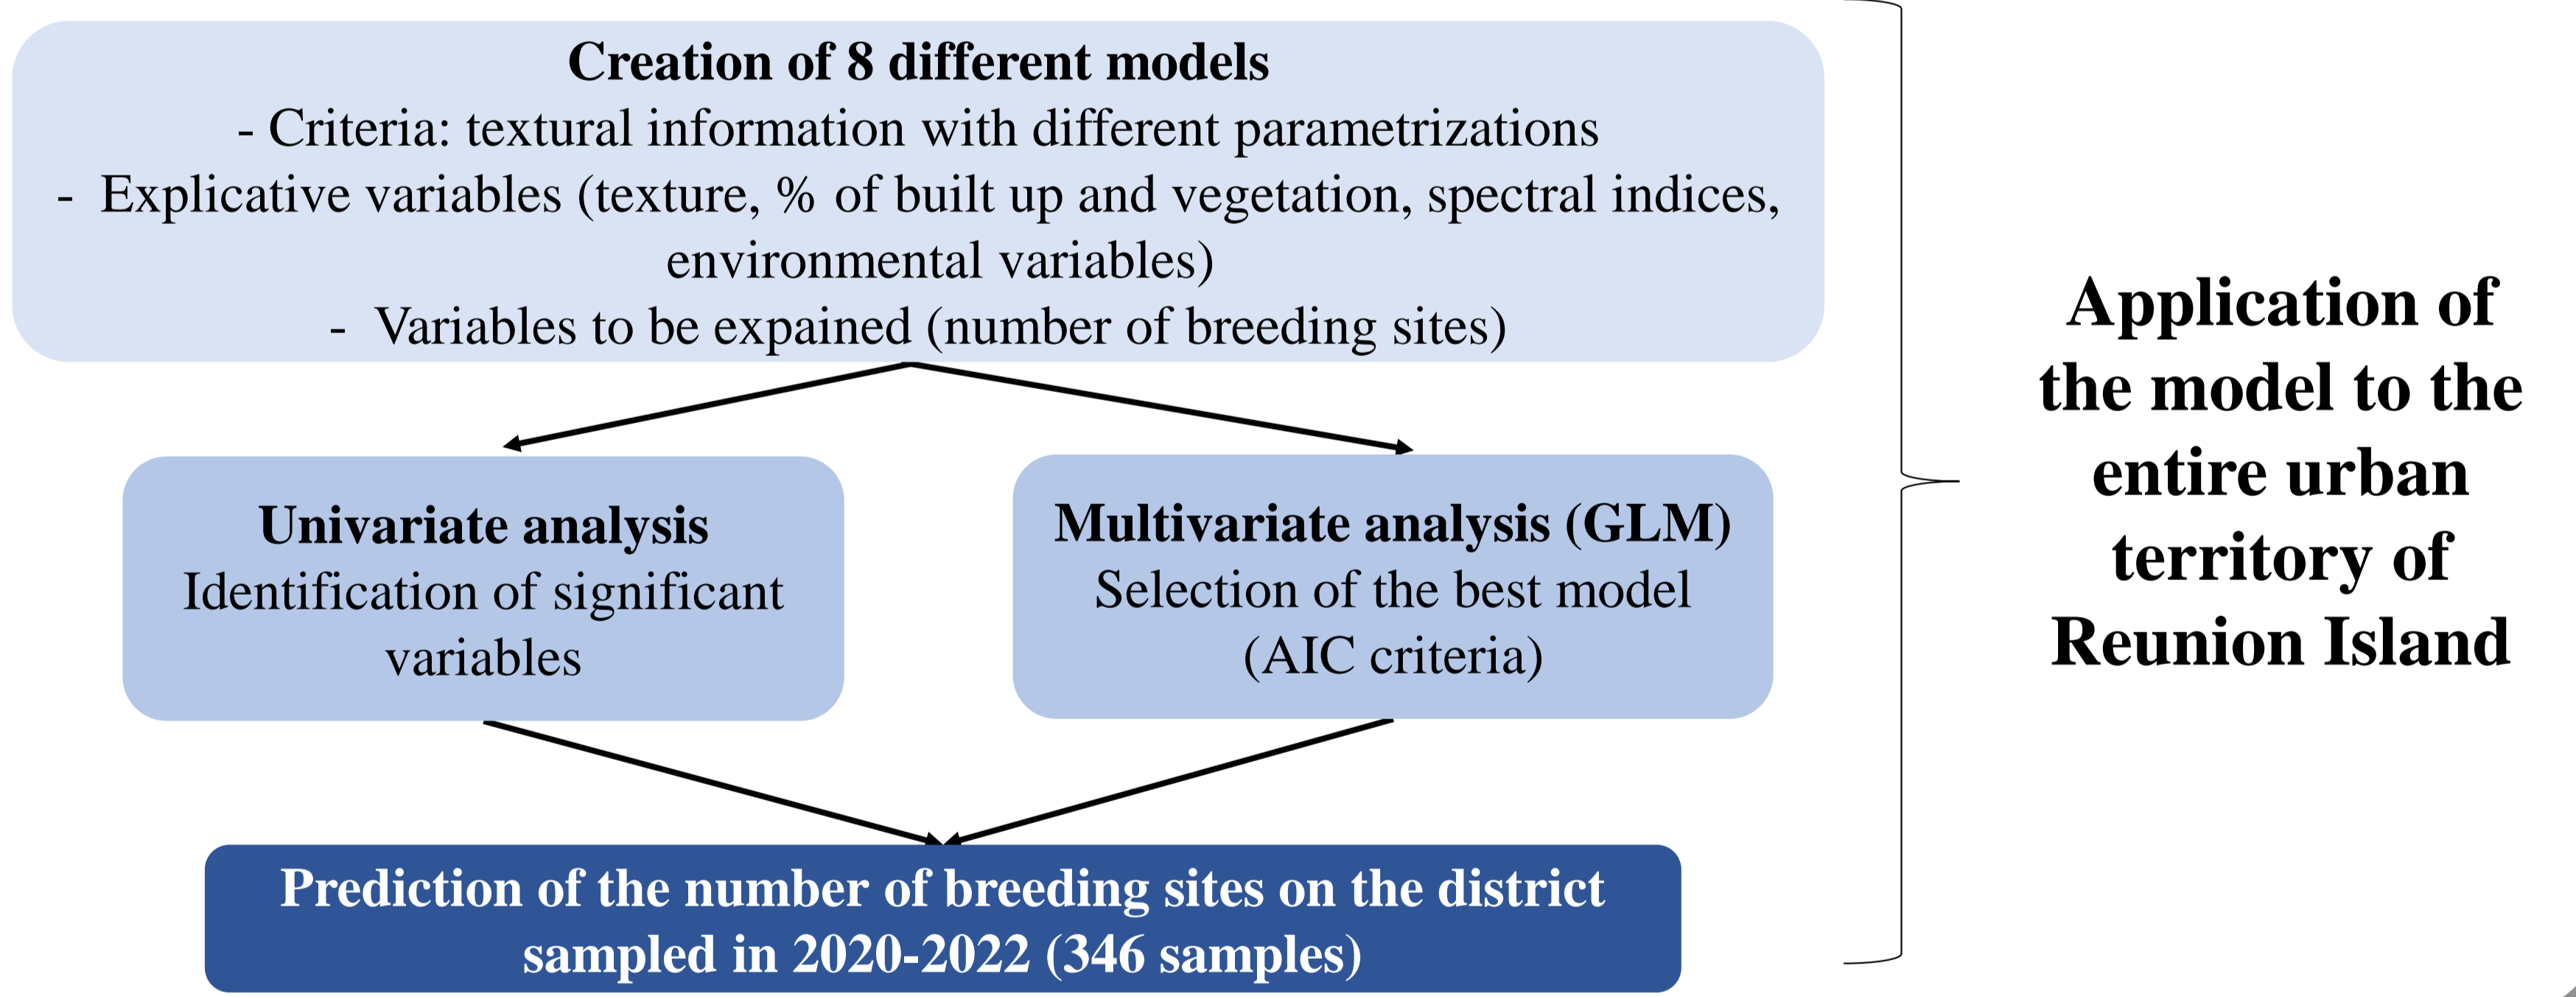 Creation of 8 different models
- Criteria: textural information with different parametrizations
- Explicative variables (texture, % of built up and vegetation, spectral indices,
environmental variables)
- Variables to be expained (number of breeding sites)
Univariate analysis
Identification of significant
variables
Multivariate analysis (GLM)
Selection of the best model
(AIC criteria)
Prediction of the number of breeding sites on the district
sampled in 2020-2022 (346 samples)
Application of
the model to the
entire urban
territory of
Reunion Island